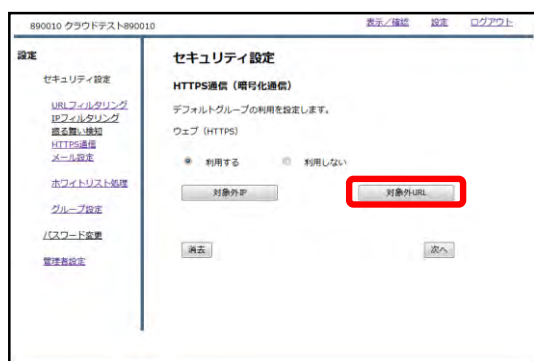 890010 クラウドテスト890010
表示／確認 設定 ログアウト
設定
セキュリティ設定
URLフィルタリング
IPフィルタリング
振る舞い検知
HTTPS通信
メール設定
ホワイトリスト処理
グループ設定
パスワード変更
管理者設定
セキュリティ設定
HTTPS通信（暗号化通信）
デフォルトグループの利用を設定します。
ウェブ（HTTPS）
利用する 利用しない
対象外IP 対象外URL
消去 次へ